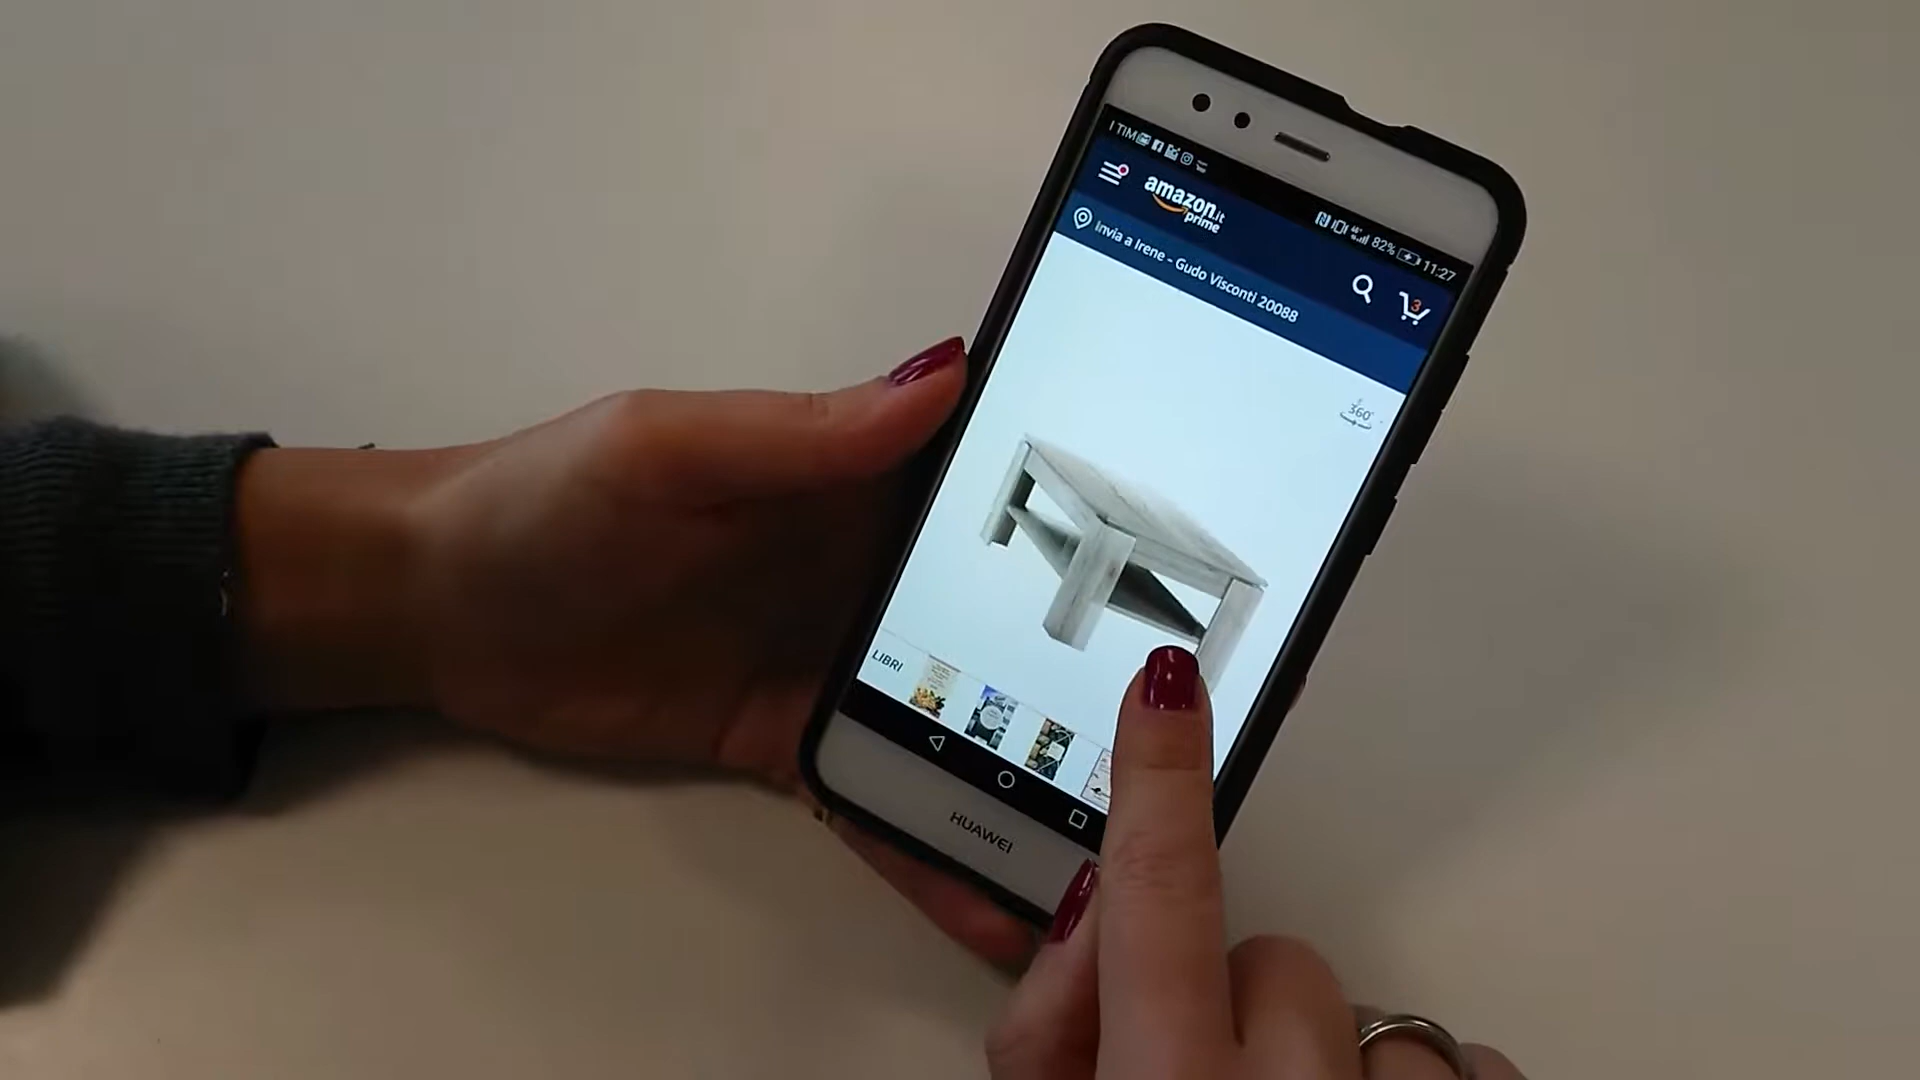 I TIM
82% 11:27
amazon.it
prime
Invia a Irene - Gudo Visconti 20088
3
360°
LIBRI
HUAWEI